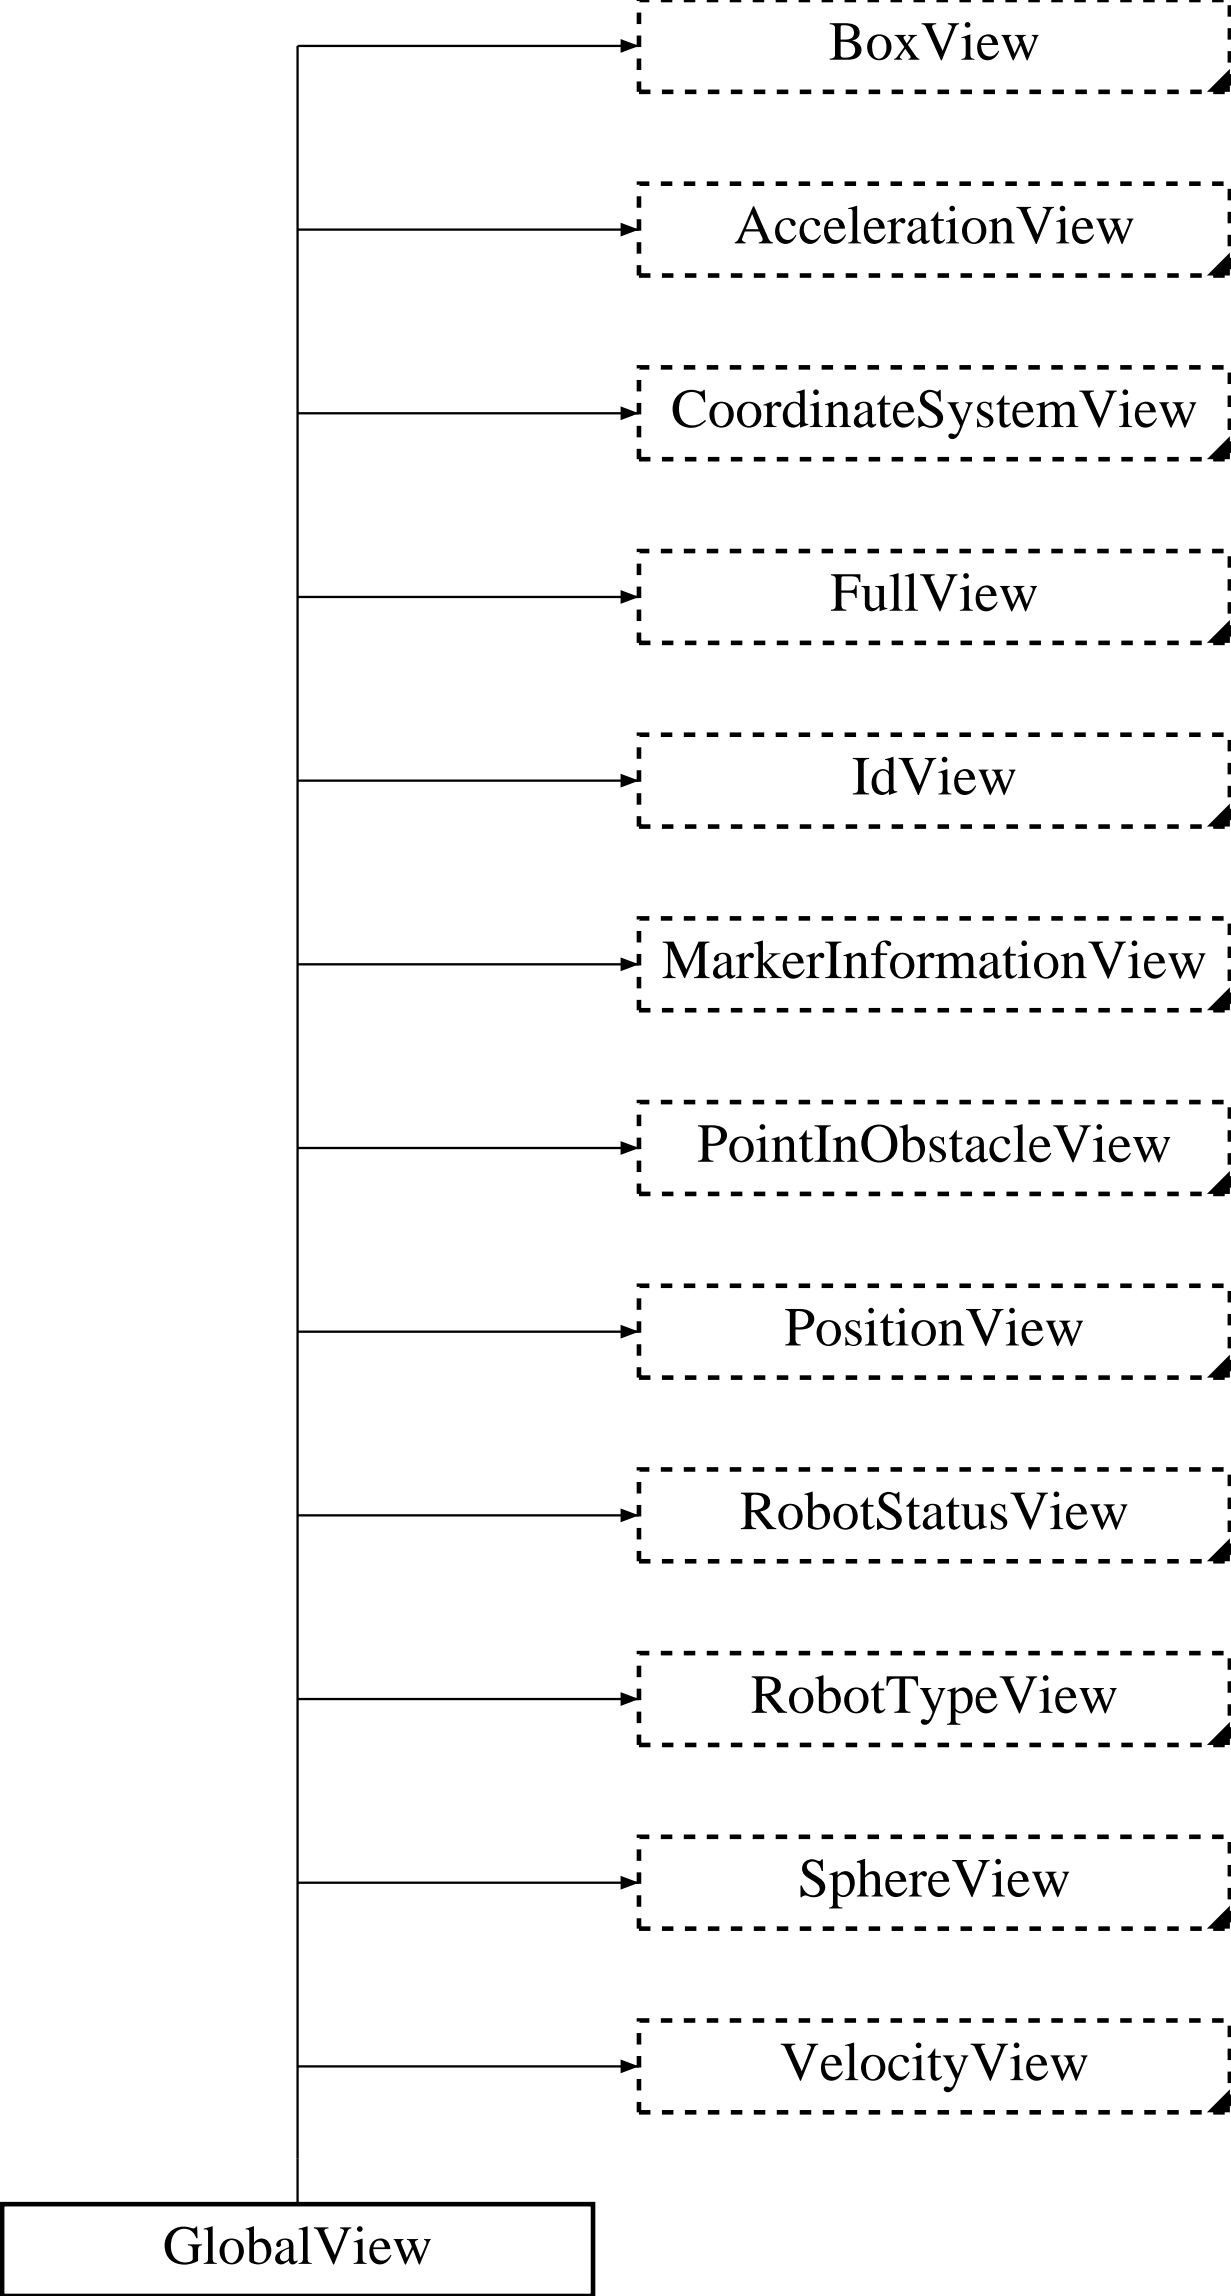 BoxView
AccelerationView
CoordinateSystemView
FullView
IdView
MarkerInformationView
PointInObstacleView
PositionView
RobotStatusView
RobotTypeView
SphereView
VelocityView
GlobalView